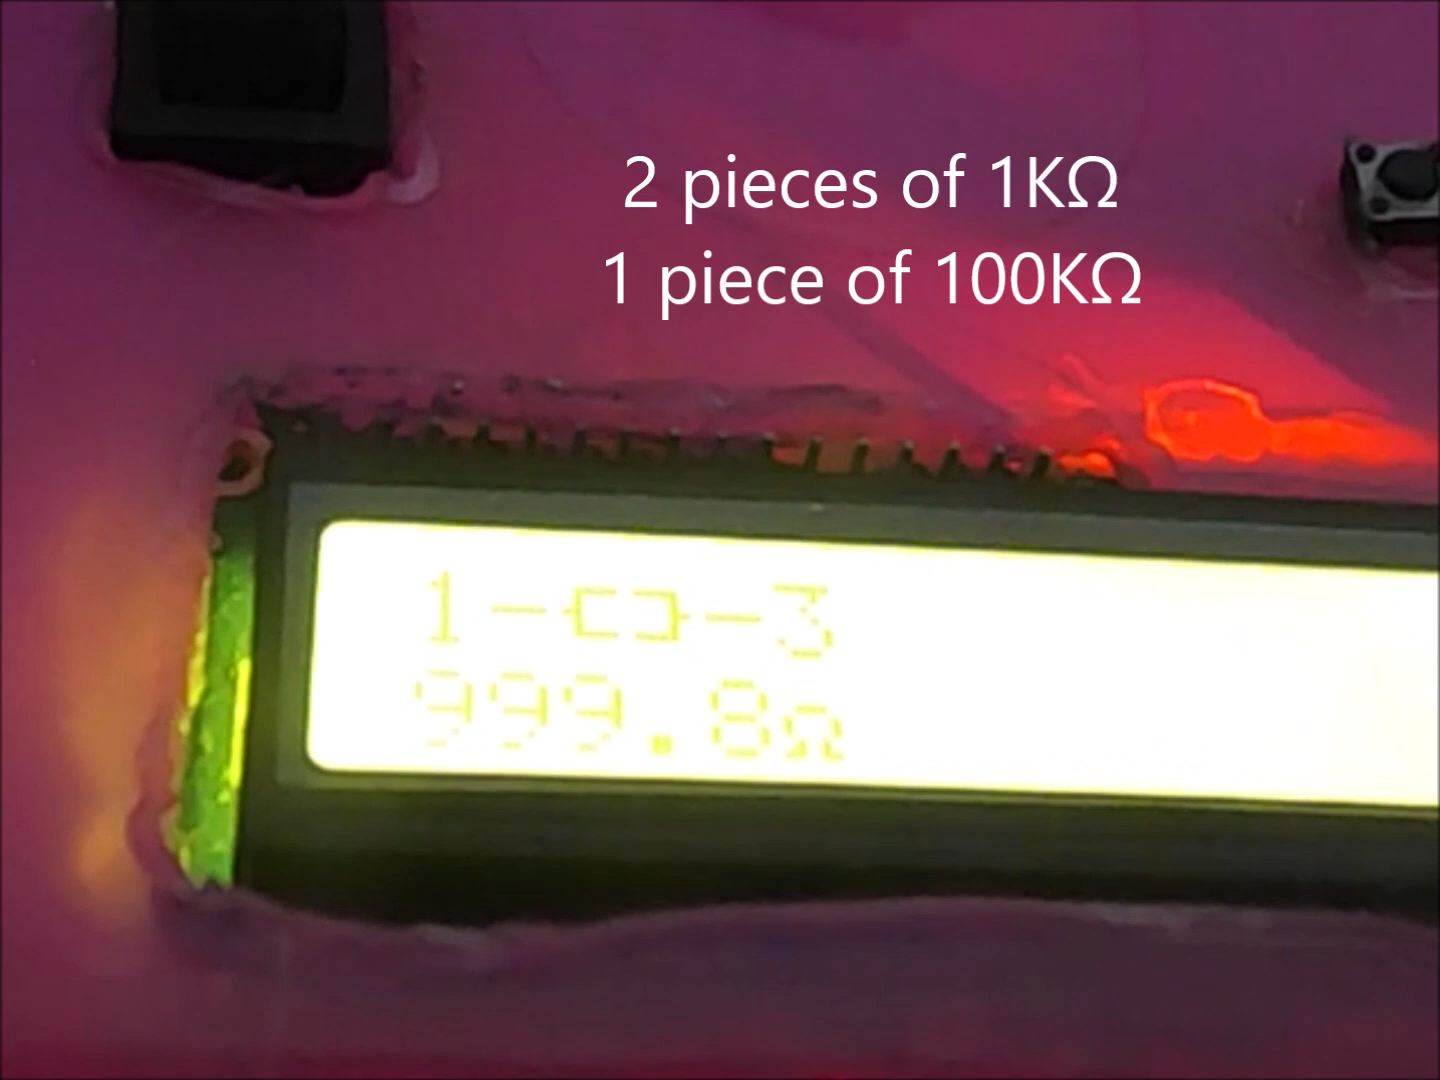 2 pieces of 1KΩ
1 piece of 100KΩ
1-[ ]-3
999.8Ω